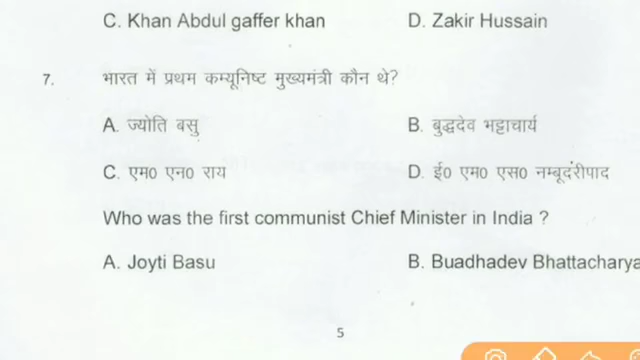 C. Khan Abdul gaffer khan D. Zakir Hussain
7. भारत में प्रथम कम्यूनिष्ट मुख्यमंत्री कौन थे?
A. ज्योति बसु B. बुद्धदेव भट्टाचार्य
C. एम0 एन0 राय D. ई0 एम0 एस0 नम्बूदंरीपाद
Who was the first communist Chief Minister in India ?
A. Joyti Basu B. Buadhadev Bhattacharya
5